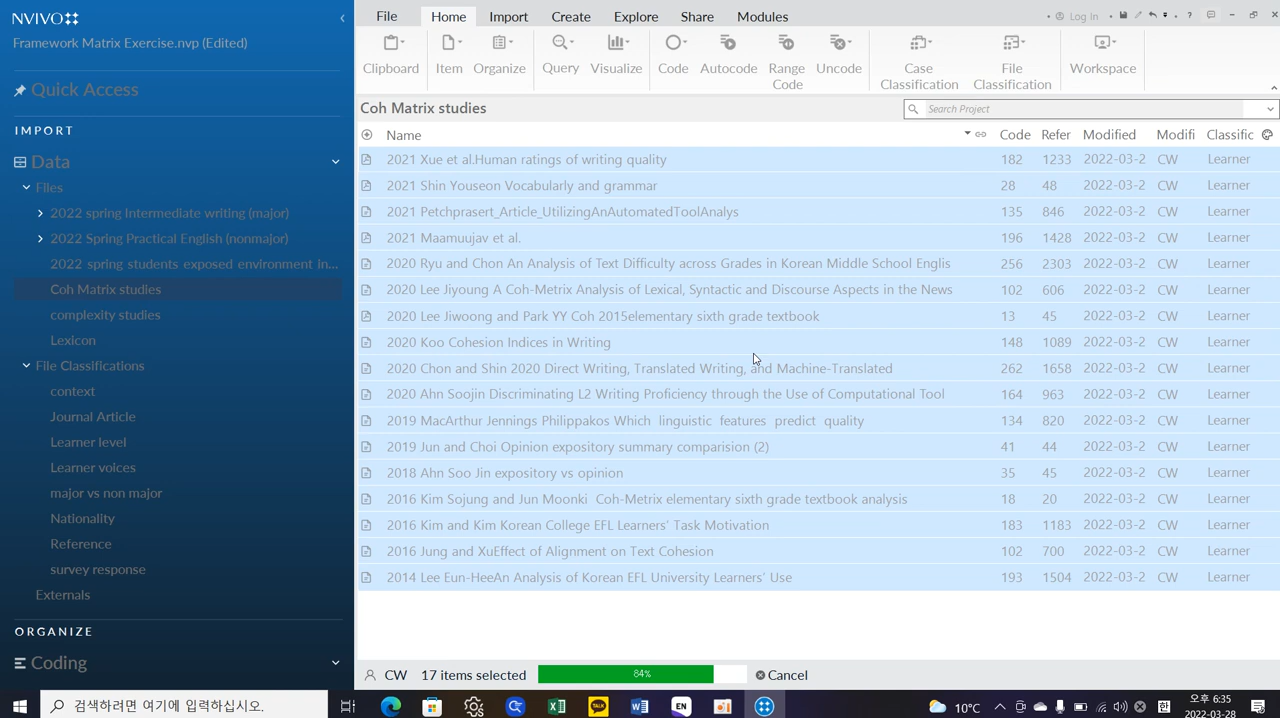 NVIVO
Framework Matrix Exercise.nvp (Edited)
Quick Access
IMPORT
Data
Files
2022 spring Intermediate writing (major)
2022 Spring Practical English (nonmajor)
2022 spring students exposed environment in...
Coh Matrix studies
complexity studies
Lexicon
File Classifications
context
Journal Article
Learner level
Learner voices
major vs non major
Nationality
Reference
survey response
Externals
ORGANIZE
Coding
File Home Import Create Explore Share Modules
Log In
Clipboard Item Organize Query Visualize Code Autocode Range Code Uncode Case Classification File Classification Workspace
Coh Matrix studies
Search Project
Name Code Refer Modified Modifi Classific
2021 Xue et al.Human ratings of writing quality 182 1233 2022-03-2 CW Learner
2021 Shin Youseon Vocabularly and grammar 28 48 2022-03-2 CW Learner
2021 Petchprasert_Article_UtilizingAnAutomatedToolAnalys 135 846 2022-03-2 CW Learner
2021 Maamuujav et al. 196 1428 2022-03-2 CW Learner
2020 Ryu and Chon An Analysis of Text Difficulty across Grades in Korean Middle School Englis 256 2303 2022-03-2 CW Learner
2020 Lee Jiyoung A Coh-Metrix Analysis of Lexical, Syntactic and Discourse Aspects in the News 102 606 2022-03-2 CW Learner
2020 Lee Jiwoong and Park YY Coh 2015elementary sixth grade textbook 13 45 2022-03-2 CW Learner
2020 Koo Cohesion Indices in Writing 148 1089 2022-03-2 CW Learner
2020 Chon and Shin 2020 Direct Writing, Translated Writing, and Machine-Translated 262 1658 2022-03-2 CW Learner
2020 Ahn Soojin Discriminating L2 Writing Proficiency through the Use of Computational Tool 164 963 2022-03-2 CW Learner
2019 MacArthur Jennings Philippakos Which linguistic features predict quality 134 820 2022-03-2 CW Learner
2019 Jun and Choi Opinion expository summary comparision (2) 41 44 2022-03-2 CW Learner
2018 Ahn Soo Jin expository vs opinion 35 45 2022-03-2 CW Learner
2016 Kim Sojung and Jun Moonki Coh-Metrix elementary sixth grade textbook analysis 18 20 2022-03-2 CW Learner
2016 Kim and Kim Korean College EFL Learners' Task Motivation 183 1183 2022-03-2 CW Learner
2016 Jung and XuEffect of Alignment on Text Cohesion 102 780 2022-03-2 CW Learner
2014 Lee Eun-HeeAn Analysis of Korean EFL University Learners' Use 193 1504 2022-03-2 CW Learner
CW 17 items selected 84% Cancel
검색하려면 여기에 입력하십시오.
TALK
EN
10°C
한
오후 6:35
2022-03-28